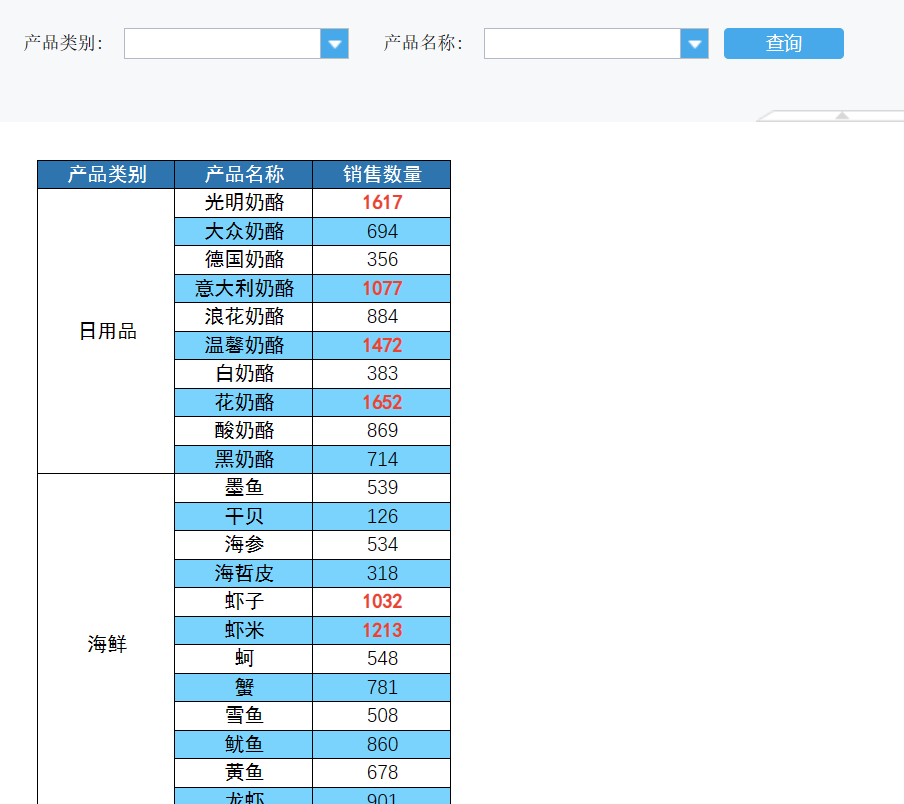 产品类别： 产品名称： 查询
产品类别 产品名称 销售数量
日用品
光明奶酪 1617
大众奶酪 694
德国奶酪 356
意大利奶酪 1077
浪花奶酪 884
温馨奶酪 1472
白奶酪 383
花奶酪 1652
酸奶酪 869
黑奶酪 714
海鲜
墨鱼 539
干贝 126
海参 534
海哲皮 318
虾子 1032
虾米 1213
蚵 548
蟹 781
雪鱼 508
鱿鱼 860
黄鱼 678
龙虾 901